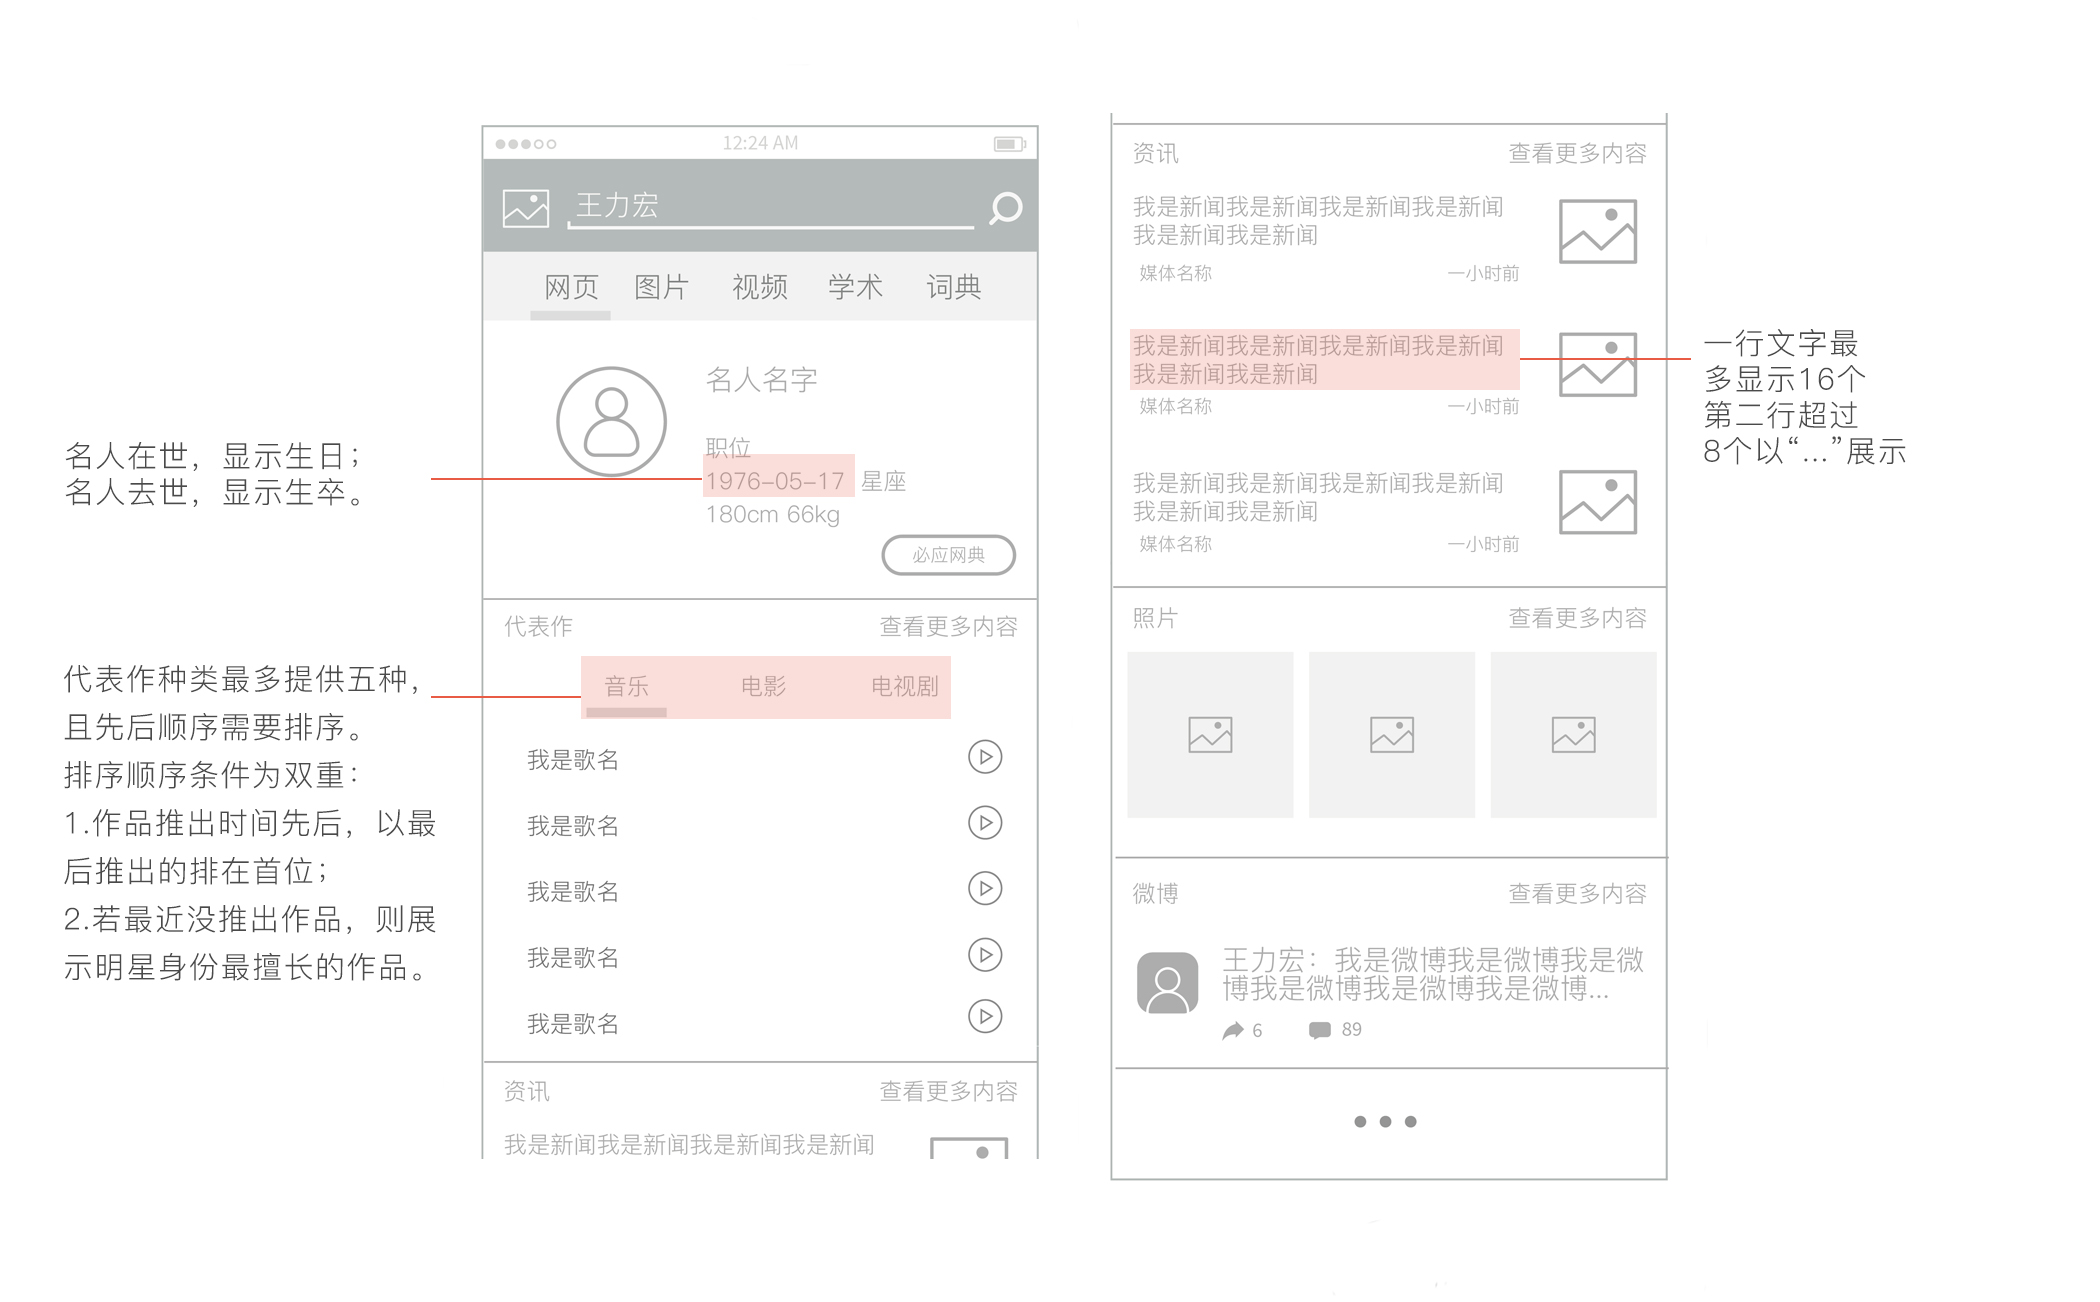 名人在世，显示生日；
名人去世，显示生卒。
代表作种类最多提供五种，
且先后顺序需要排序。
排序顺序条件为双重：
1.作品推出时间先后，以最
后推出的排在首位；
2.若最近没推出作品，则展
示明星身份最擅长的作品。
12:24 AM
王力宏
网页 图片 视频 学术 词典
名人名字
职位
1976-05-17 星座
180cm 66kg
必应网典
代表作 查看更多内容
音乐 电影 电视剧
我是歌名
我是歌名
我是歌名
我是歌名
我是歌名
资讯 查看更多内容
我是新闻我是新闻我是新闻我是新闻
资讯 查看更多内容
我是新闻我是新闻我是新闻我是新闻
我是新闻我是新闻
媒体名称 一小时前
我是新闻我是新闻我是新闻我是新闻
我是新闻我是新闻
媒体名称 一小时前
我是新闻我是新闻我是新闻我是新闻
我是新闻我是新闻
媒体名称 一小时前
照片 查看更多内容
微博 查看更多内容
王力宏：我是微博我是微博我是微
博我是微博我是微博我是微博...
6 89
一行文字最
多显示16个
第二行超过
8个以“...”展示